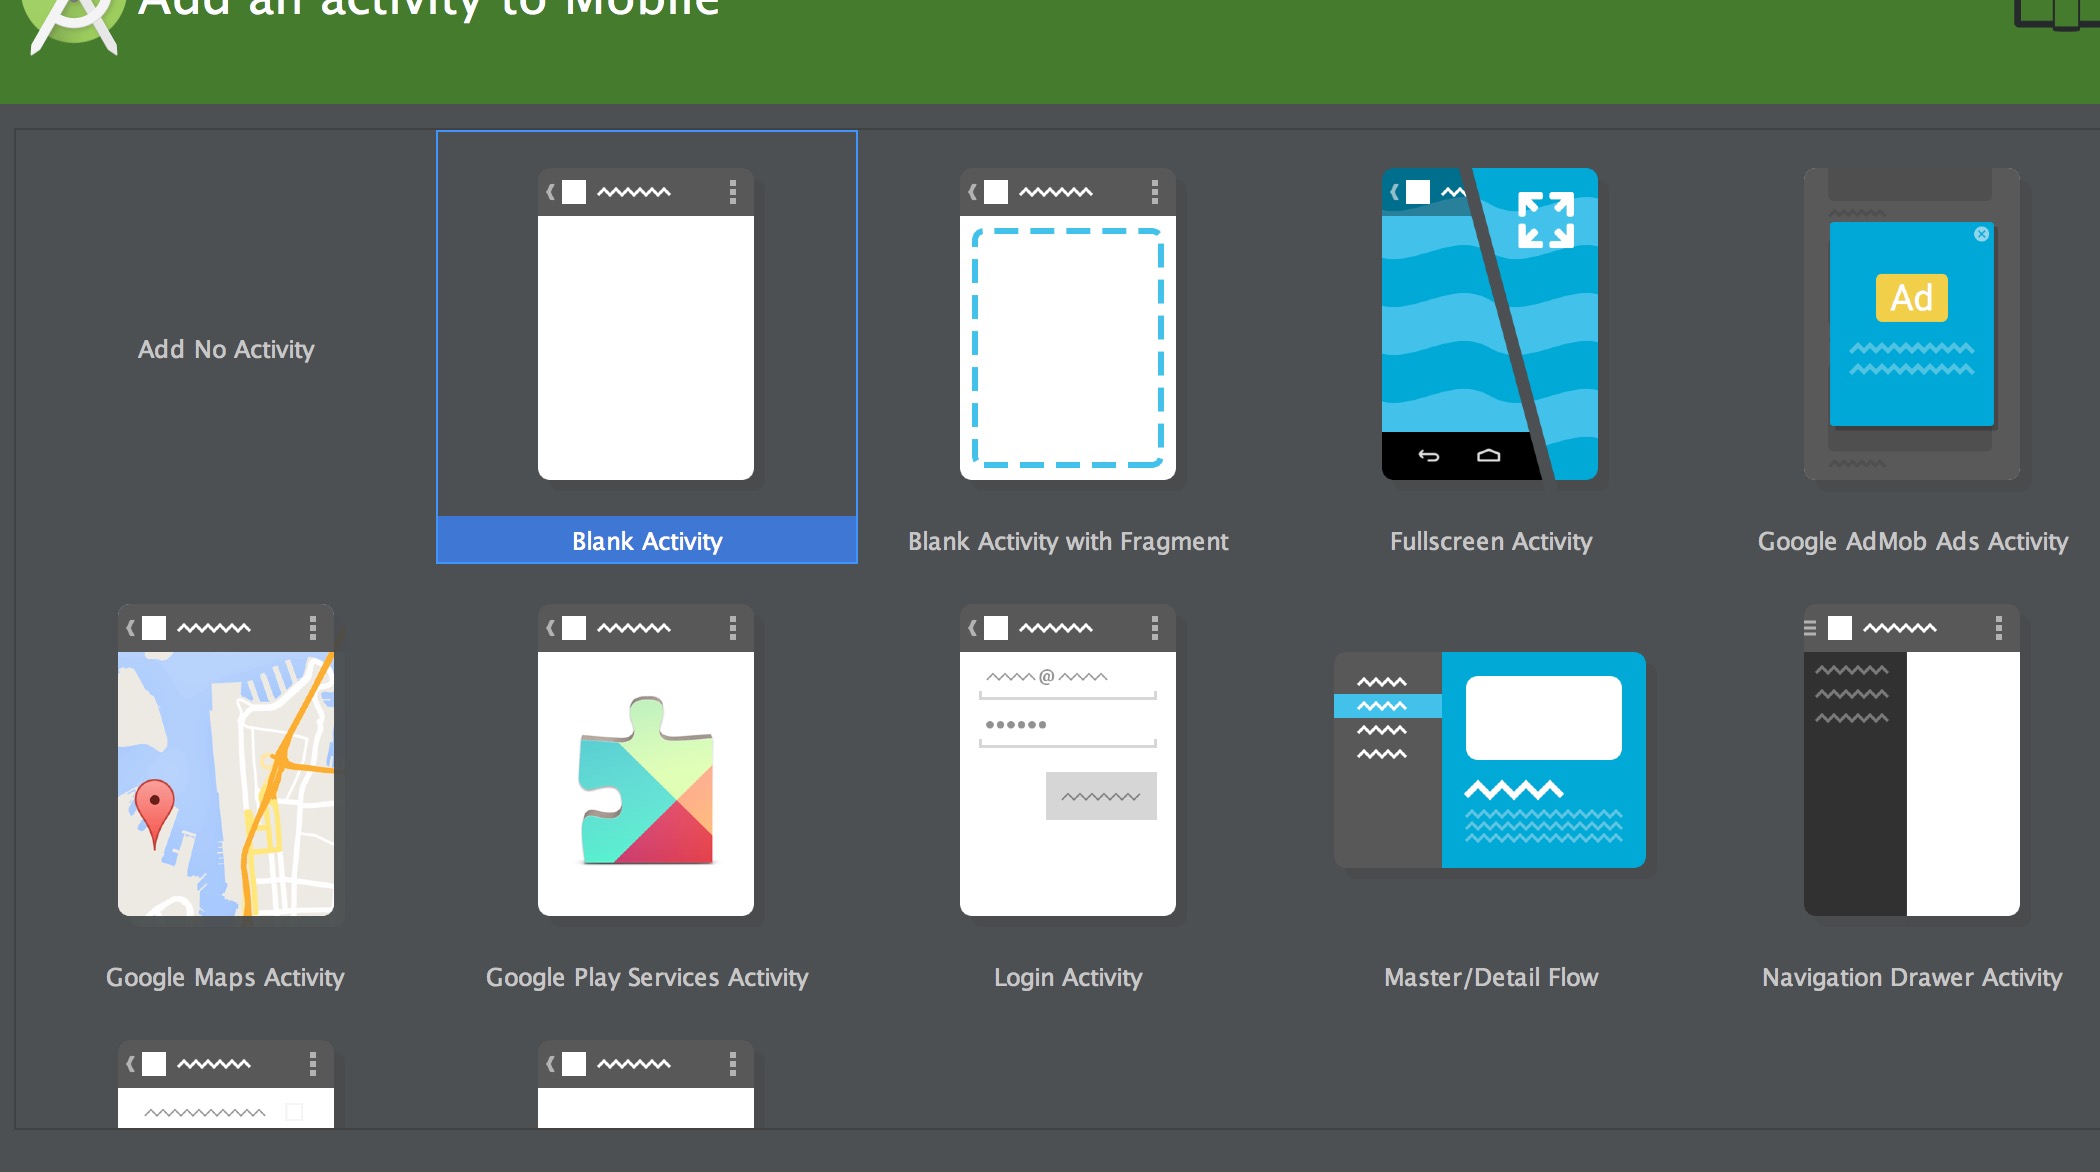 Add an activity to Mobile
Add No Activity
Blank Activity
Blank Activity with Fragment
Fullscreen Activity
Ad
Google AdMob Ads Activity
@
Google Maps Activity
Google Play Services Activity
Login Activity
Master/Detail Flow
Navigation Drawer Activity